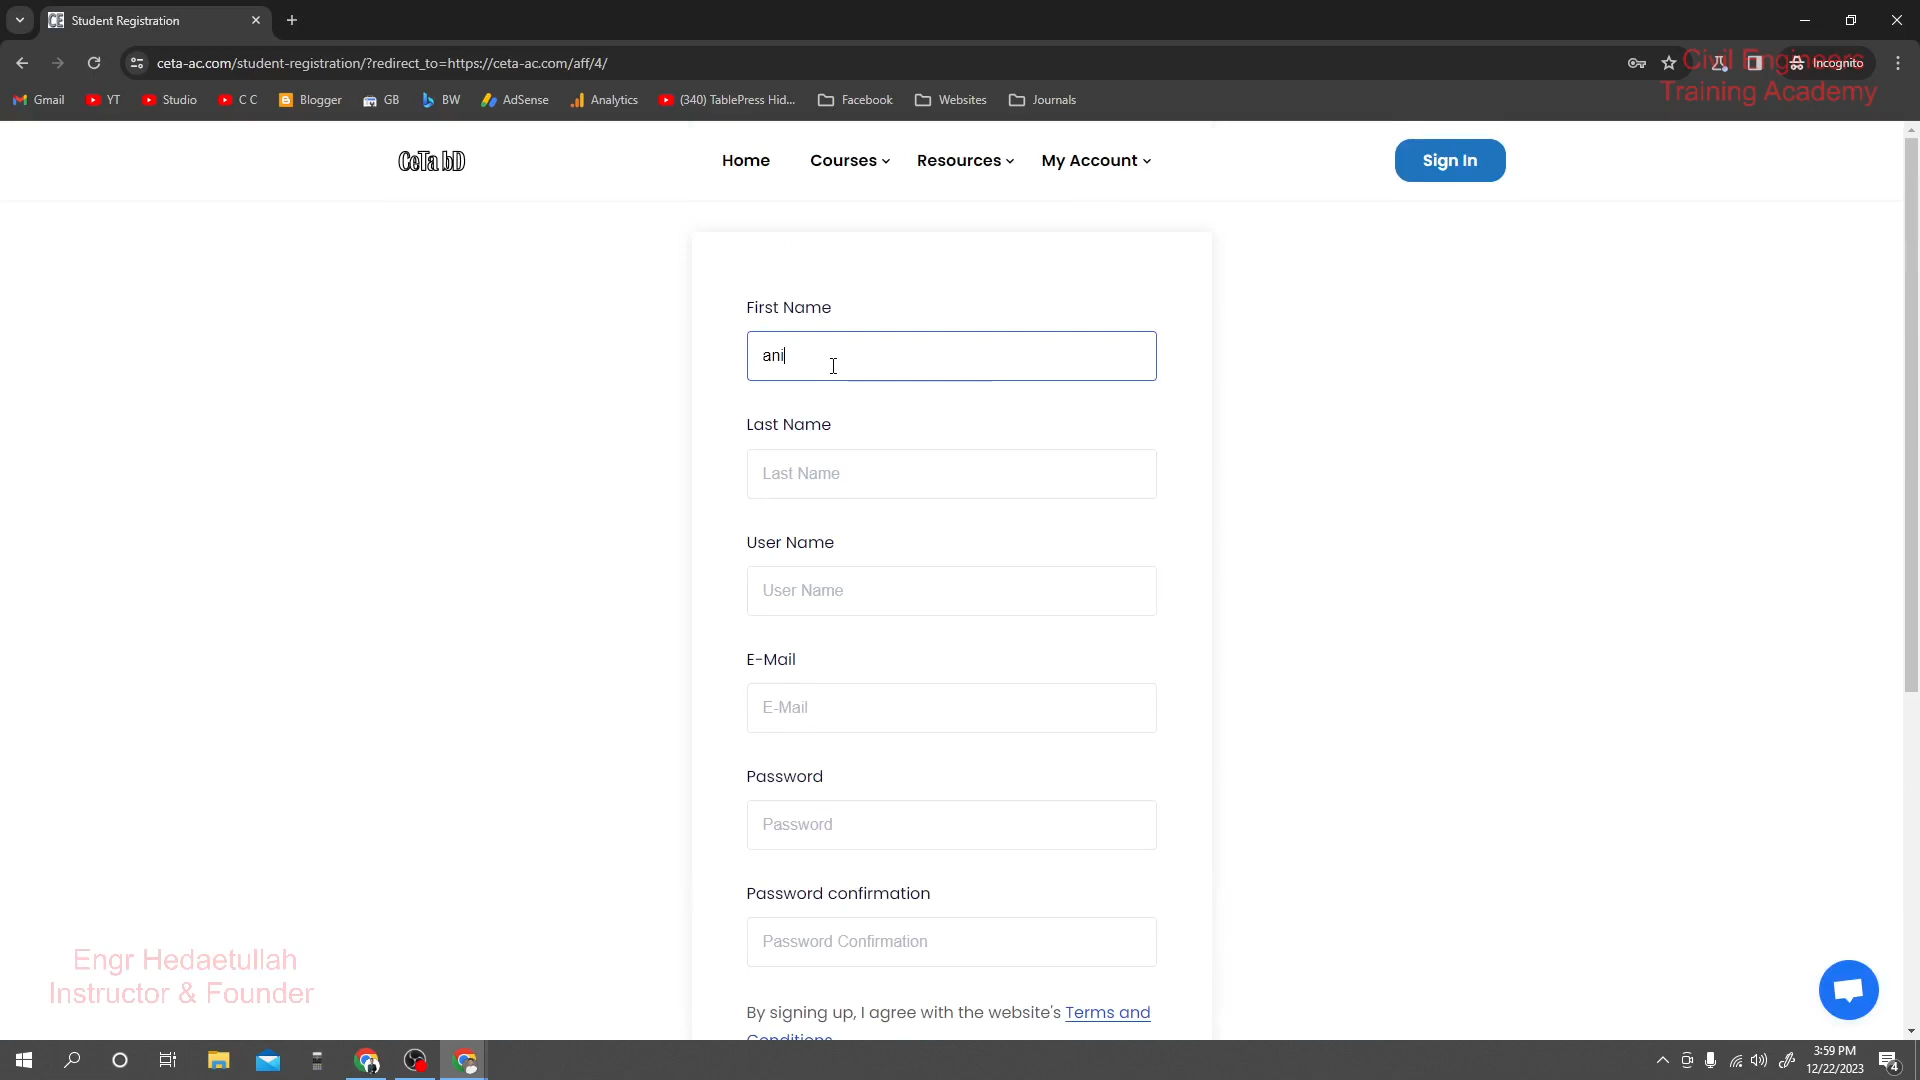 Student Registration
ceta-ac.com/student-registration/?redirect_to=https://ceta-ac.com/aff/4/
Incognito
Civil Engineers
Training Academy
Gmail YT Studio C C Blogger GB BW AdSense Analytics (340) TablePress Hid... Facebook Websites Journals
CeTa bD
Home Courses Resources My Account Sign In
First Name
ani
Last Name
Last Name
User Name
User Name
E-Mail
E-Mail
Password
Password
Password confirmation
Password Confirmation
By signing up, I agree with the website's Terms and
Conditions
Engr Hedaetullah
Instructor & Founder
3:59 PM
12/22/2023
4